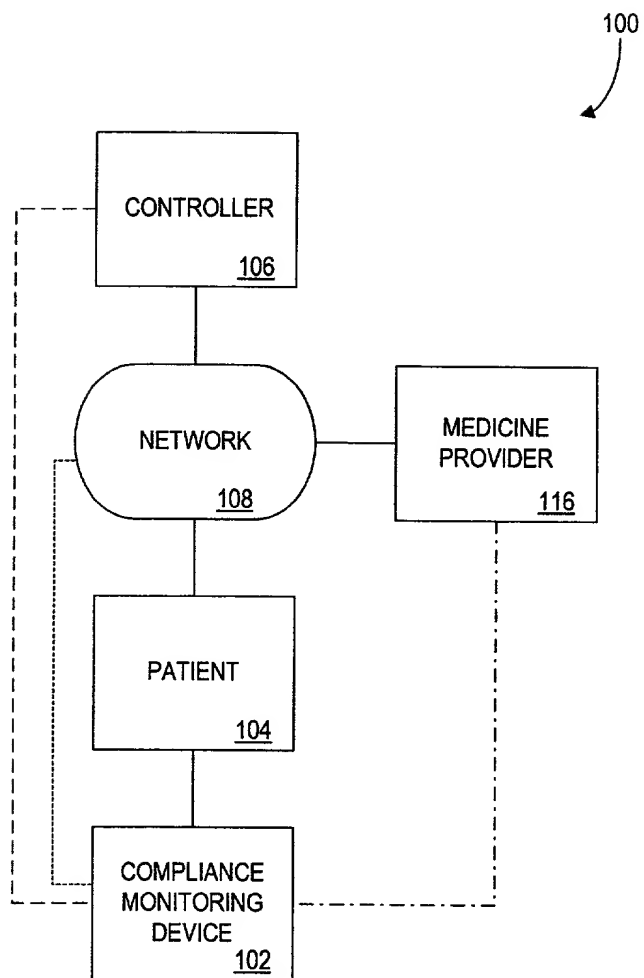 100
CONTROLLER
106
NETWORK
108
MEDICINE
PROVIDER
116
PATIENT
104
COMPLIANCE
MONITORING
DEVICE
102